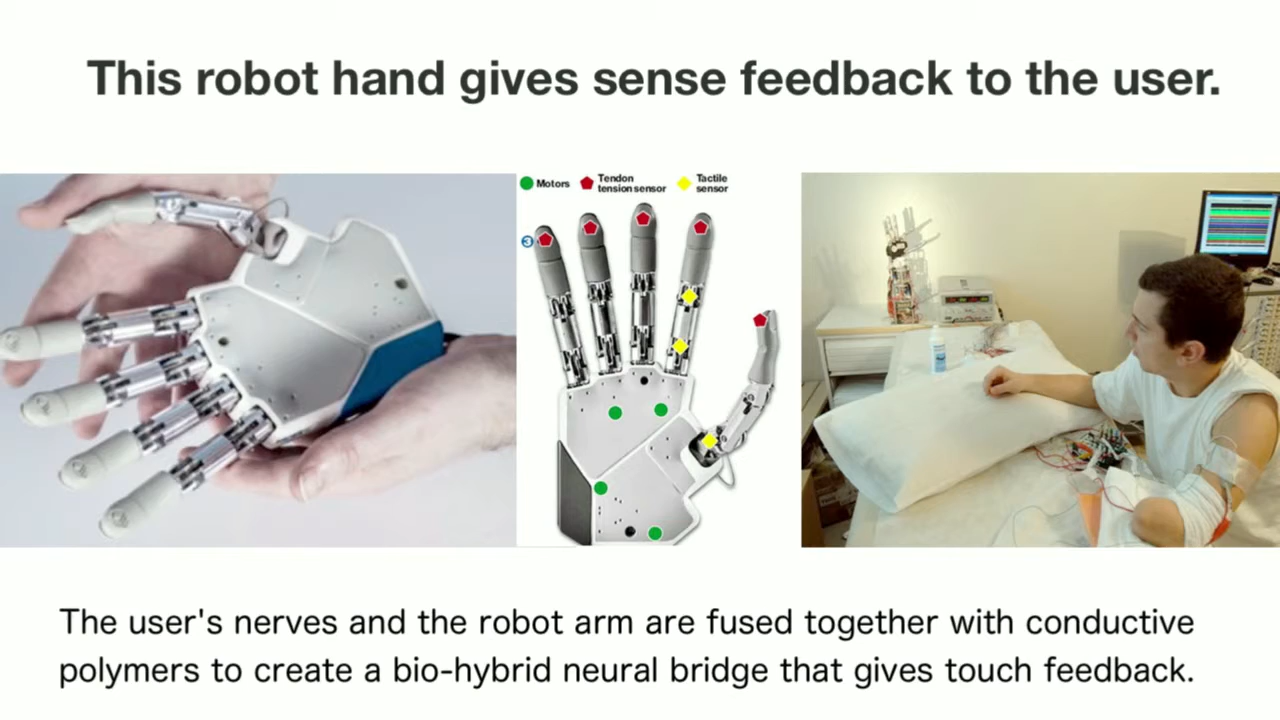 This robot hand gives sense feedback to the user.
Motors
Tendon
tension sensor
Tactile
sensor
3
The user's nerves and the robot arm are fused together with conductive
polymers to create a bio-hybrid neural bridge that gives touch feedback.